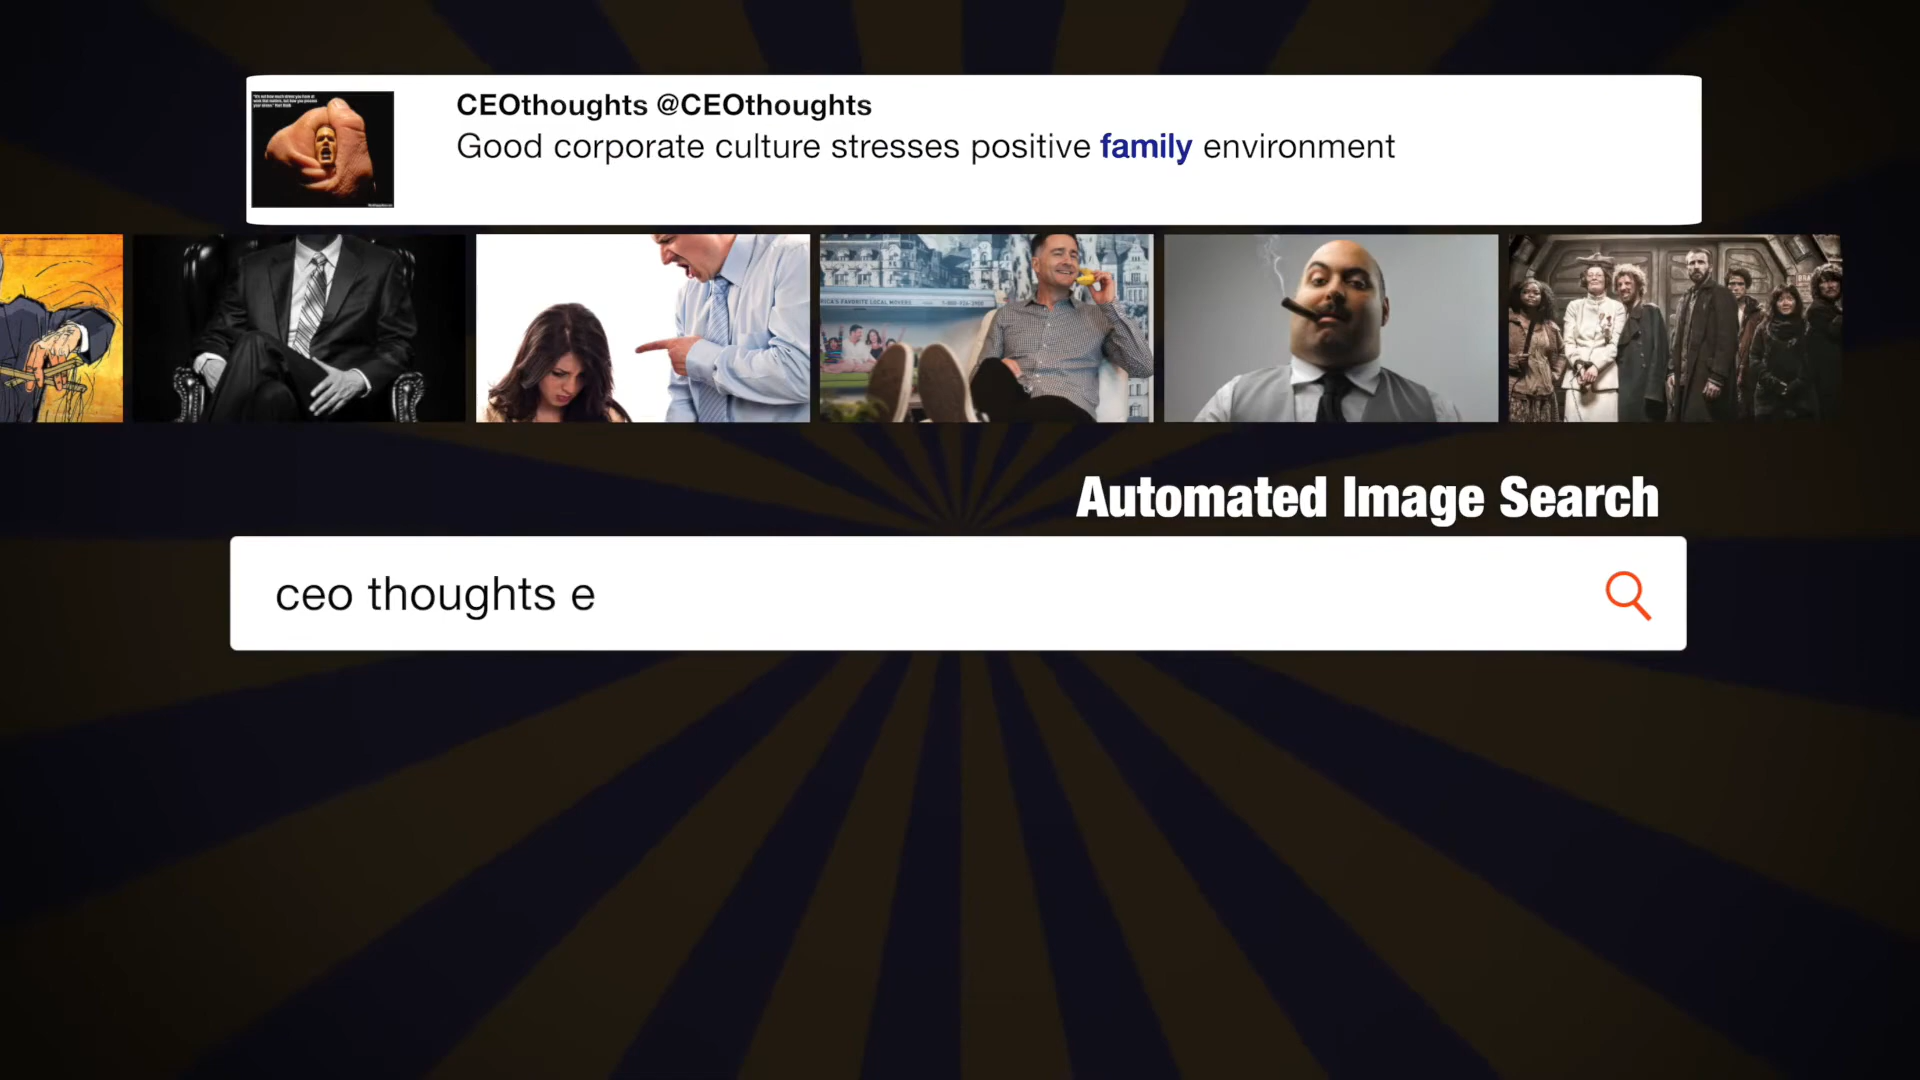 CEOthoughts @CEOthoughts
Good corporate culture stresses positive family environment
Automated Image Search
ceo thoughts e